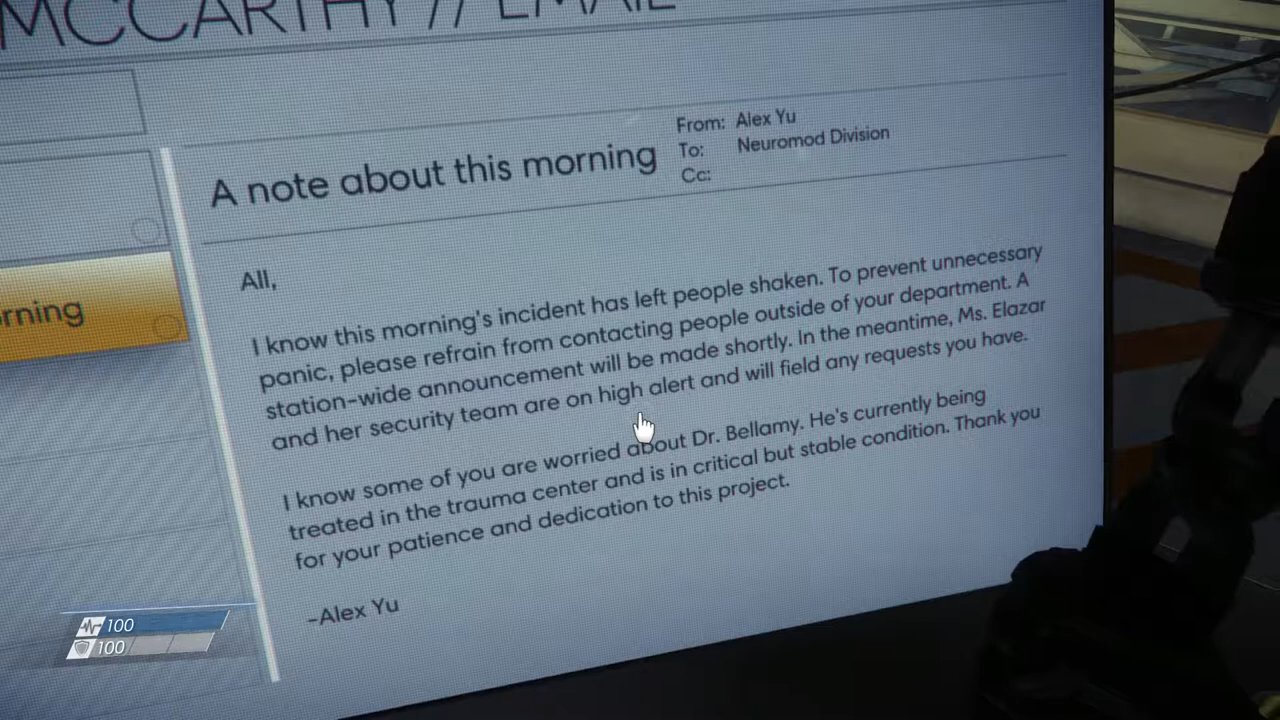 MCCARTHY // EMAIL
A note about this morning
From: Alex Yu
To: Neuromod Division
Cc:
orning
All,
I know this morning's incident has left people shaken. To prevent unnecessary
panic, please refrain from contacting people outside of your department. A
station-wide announcement will be made shortly. In the meantime, Ms. Elazar
and her security team are on high alert and will field any requests you have.
I know some of you are worried about Dr. Bellamy. He's currently being
treated in the trauma center and is in critical but stable condition. Thank you
for your patience and dedication to this project.
-Alex Yu
100
100